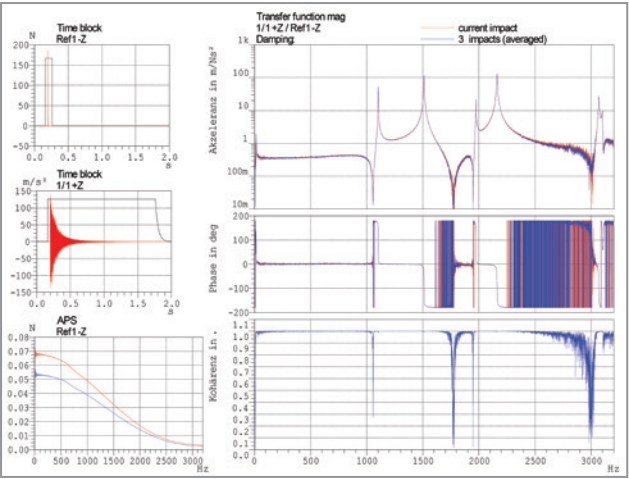 Time block
Ref1-Z
N
200
150
100
50
0
-50
0.0 0.5 1.0 1.5 2.0
s
Time block
1/1+Z
m/s²
150
100
50
0
-50
-100
-150
0.0 0.5 1.0 1.5 2.0
s
APS
Ref1-Z
N
0.08
0.07
0.06
0.05
0.04
0.03
0.02
0.01
0.00
0 500 1000 2000 3000
Hz
Transfer function mag
1/1+Z / Ref1-Z
Damping:
current impact
3 impacts (averaged)
Akzeleranz in m/Ns²
1k
100
10
1
100m
10m
Phase in deg
200
100
0
-100
-200
Kohärenz in .
1.1
1.0
0.9
0.8
0.7
0.6
0.5
0.4
0.3
0.2
0.1
0.0
0 1000 2000 3000
Hz